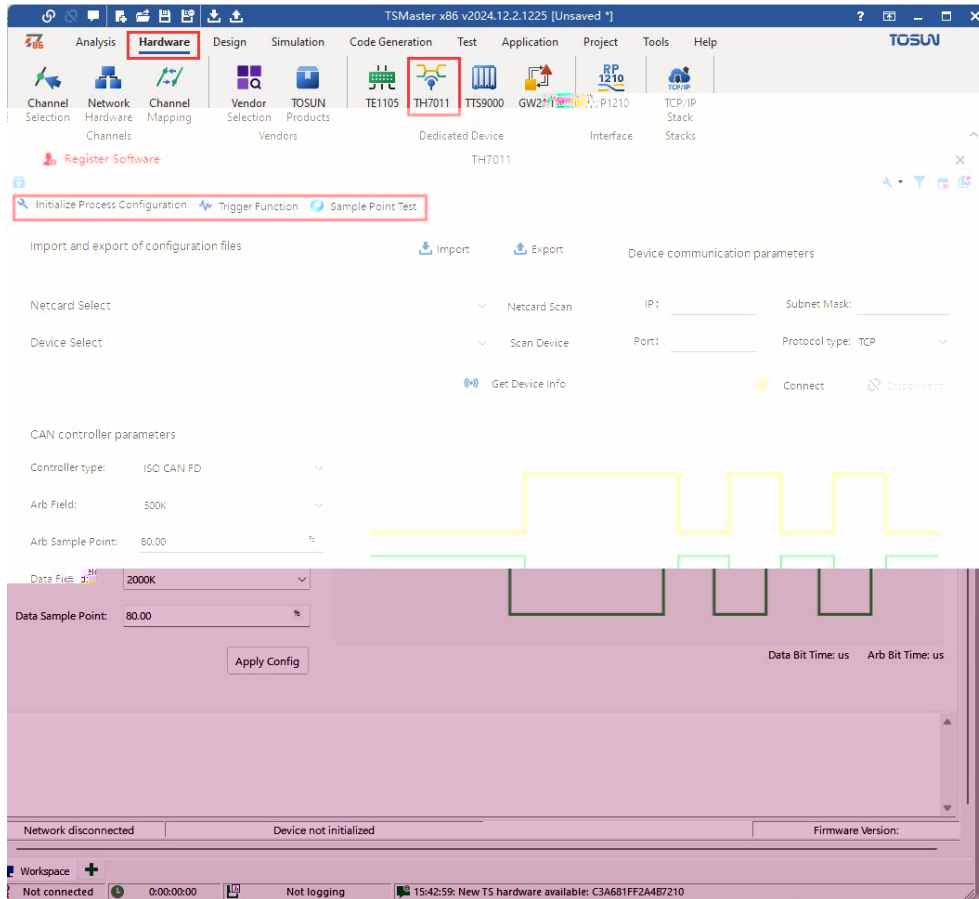 TSMaster x86 v2024.12.2.1225 [Unsaved *]
Analysis Hardware Design Simulation Code Generation Test Application Project Tools Help TOSUN
Channel Selection
Network Hardware
Channel Mapping
Channels
Vendor Selection
TOSUN Products
Vendors
TE1105
TH7011
TTS9000
Dedicated Device
RP
1210
Interface
TCP/IP
TCP/IP Stack
Stacks
Register Software
TH7011
Initialize Process Configuration Trigger Function Sample Point Test
Import and export of configuration files Import Export
Device communication parameters
Netcard Select Netcard Scan
IP: Subnet Mask:
Device Select Scan Device
Port: Protocol type: TCP
Get Device Info
Connect Disconnect
CAN controller parameters
Controller type: ISO CAN FD
Arb Field: 500K
Arb Sample Point: 80.00 %
Data 2000K
Data Sample Point: 80.00 %
Apply Config
Data Bit Time: us Arb Bit Time: us
Network disconnected Device not initialized Firmware Version:
Workspace
Not connected 0:00:00:00 Not logging 15:42:59: New TS hardware available: C3A681FF2A4B7210